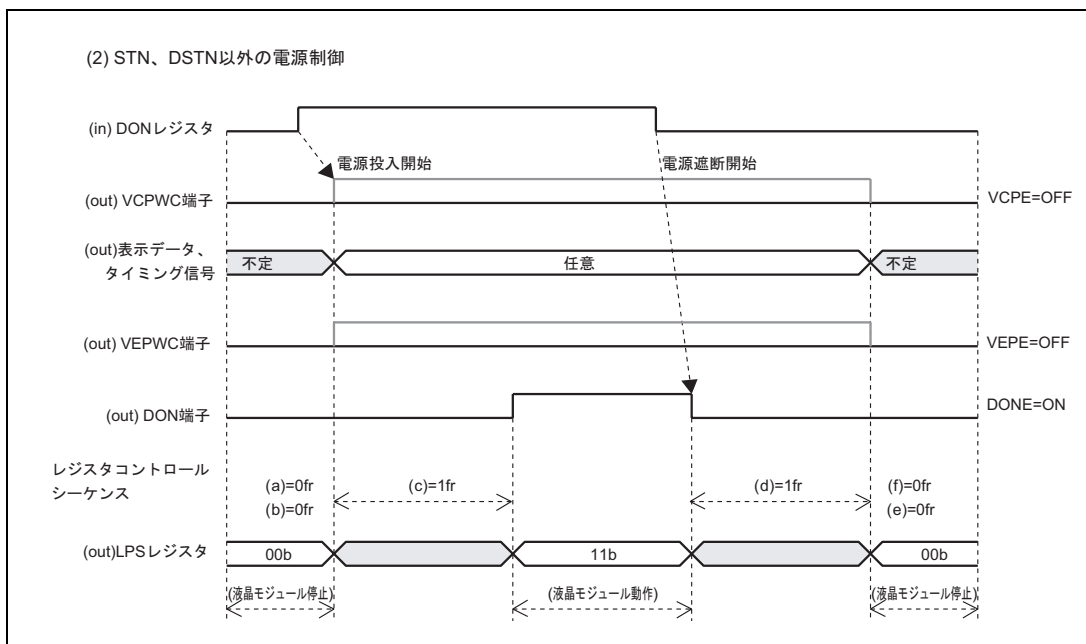 (2) STN、DSTN以外の電源制御
(in) DONレジスタ
電源投入開始
電源遮断開始
(out) VCPWC端子
VCPE=OFF
(out)表示データ、
タイミング信号
不定
任意
不定
(out) VEPWC端子
VEPE=OFF
(out) DON端子
DONE=ON
レジスタコントロール
シーケンス
(a)=0fr
(b)=0fr
(c)=1fr
(d)=1fr
(f)=0fr
(e)=0fr
(out)LPSレジスタ
00b
11b
00b
(液晶モジュール停止)
(液晶モジュール動作)
(液晶モジュール停止)